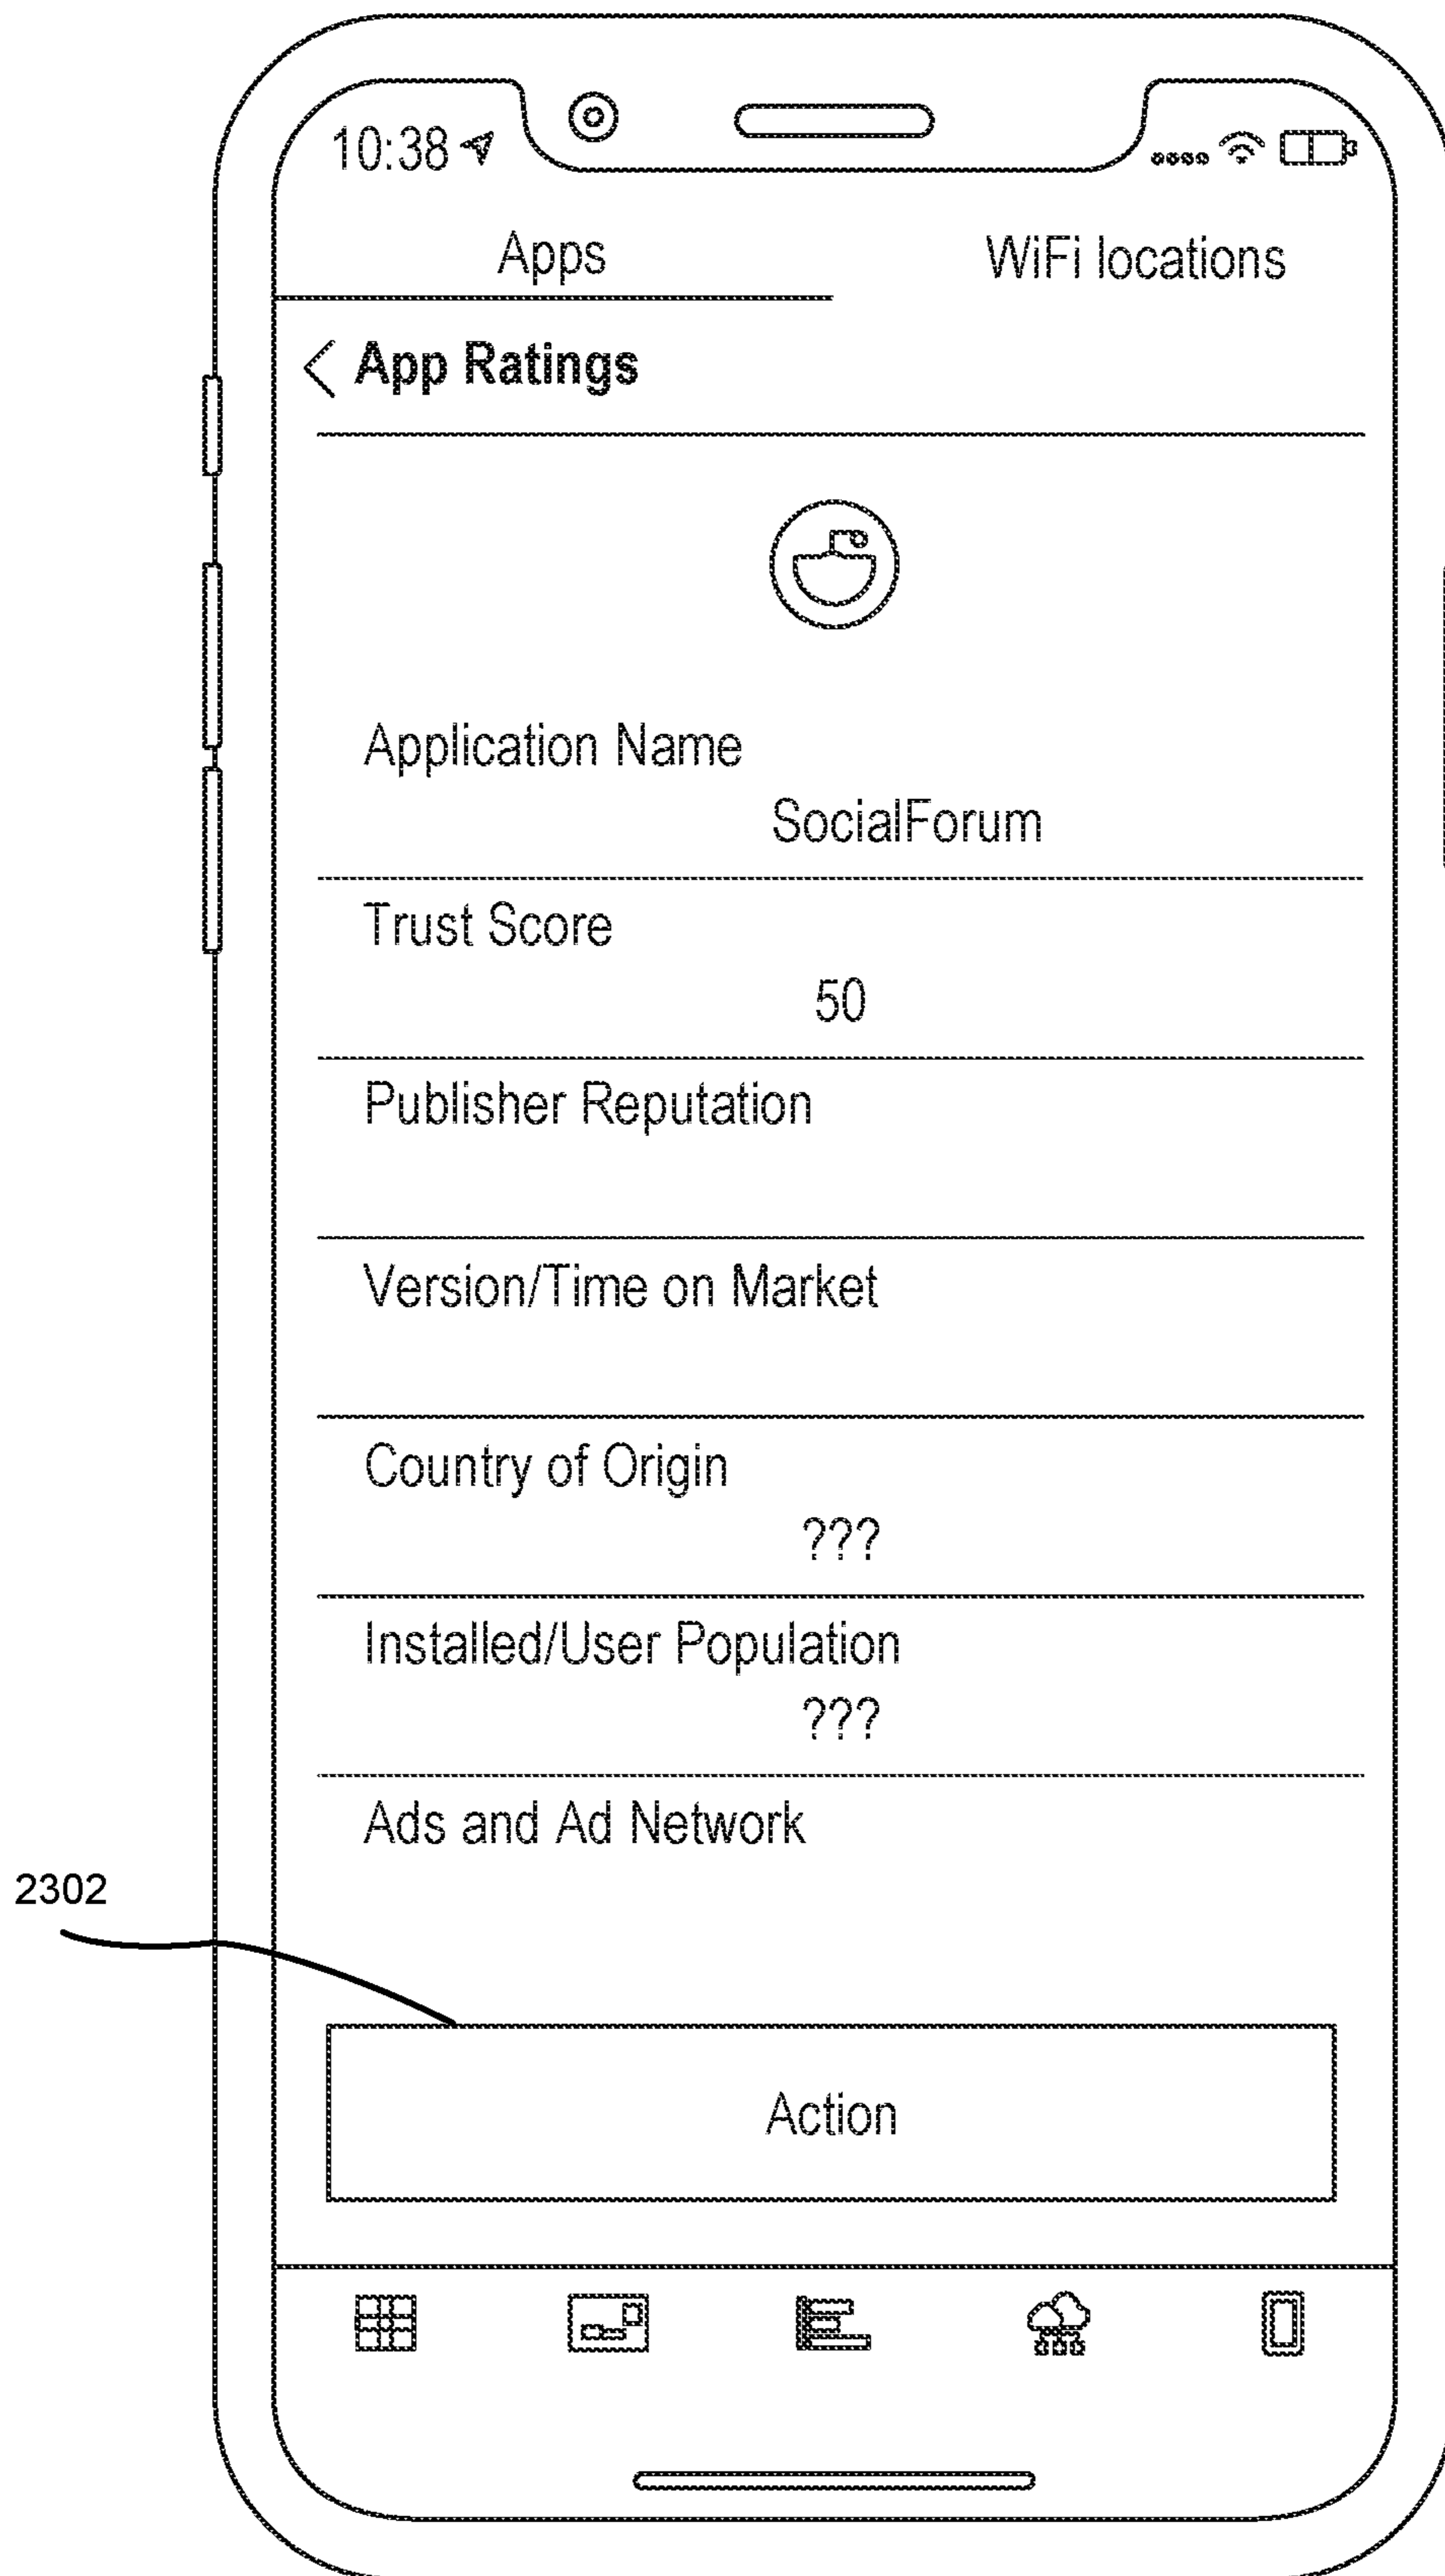 10:38
Apps WiFi locations
App Ratings
Application Name
SocialForum
Trust Score
50
Publisher Reputation
Version/Time on Market
Country of Origin
???
Installed/User Population
???
Ads and Ad Network
2302
Action